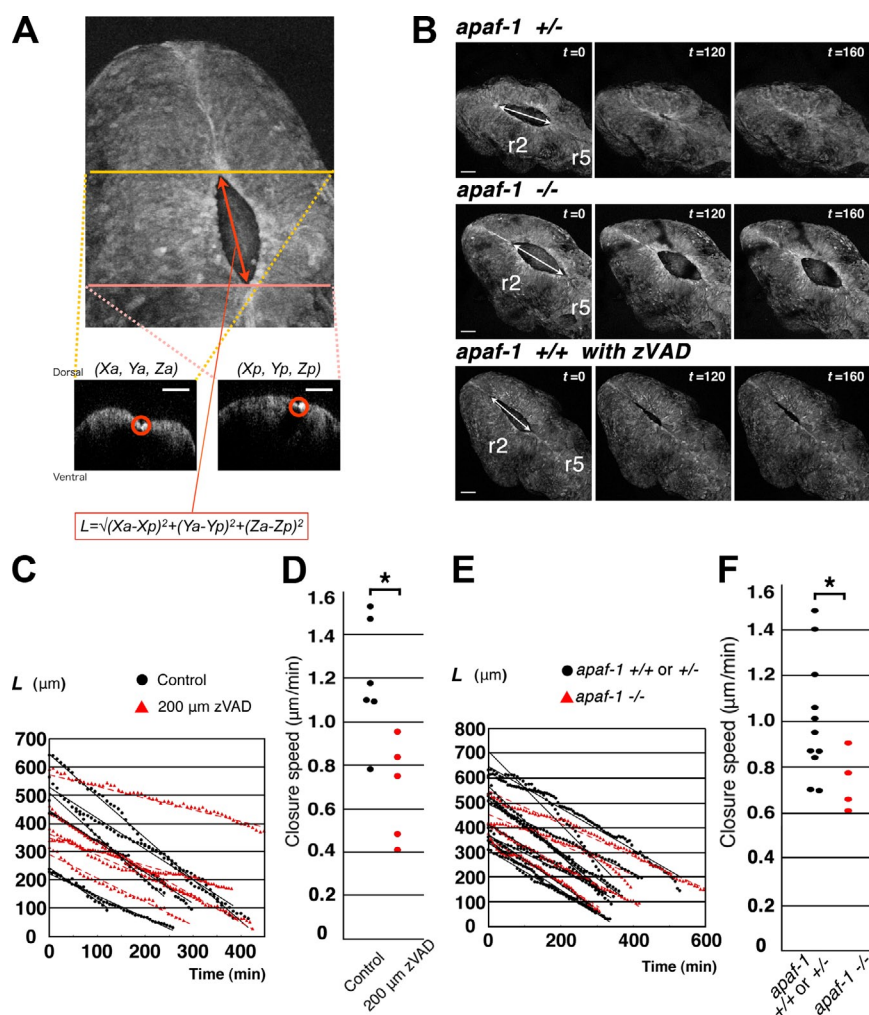 A
Dorsal
(Xa, Ya, Za)
(Xp, Yp, Zp)
Ventral
L=√(Xa-Xp)²+(Ya-Yp)²+(Za-Zp)²
B
apaf-1 +/-
t=0
t=120
t=160
r2
r5
apaf-1 -/-
t=0
t=120
t=160
r2
r5
apaf-1 +/+ with zVAD
t=0
t=120
t=160
r2
r5
C
L (μm)
Control
200 μm zVAD
700
600
500
400
300
200
100
0
0
100
200
300
400
Time (min)
D
*
Closure speed (μm/min)
1.6
1.4
1.2
1.0
0.8
0.6
0.4
0.2
0
Control
200 μm zVAD
E
L (μm)
apaf-1 +/+ or +/-
apaf-1 -/-
800
700
600
500
400
300
200
100
0
0
200
400
600
Time (min)
F
*
Closure speed (μm/min)
1.6
1.4
1.2
1.0
0.8
0.6
0.4
0.2
0
apaf-1
+/+ or +/-
apaf-1 -/-